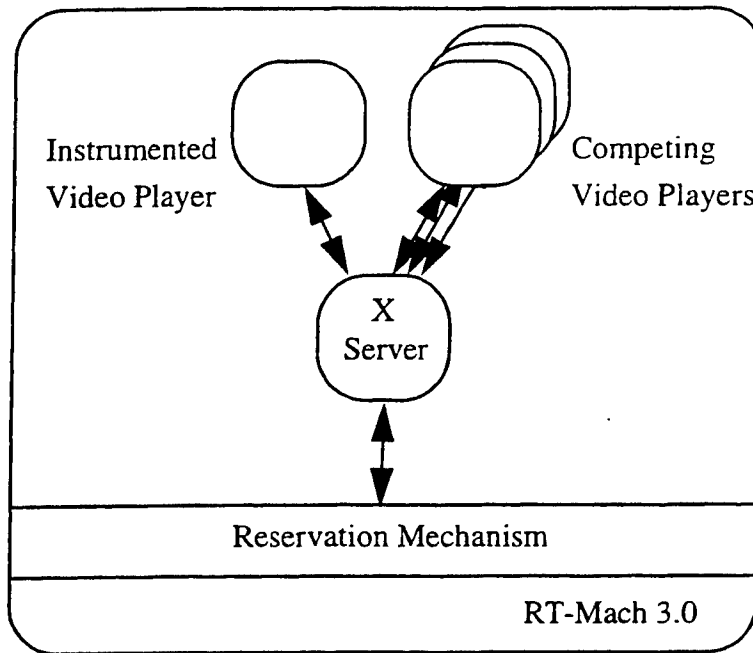 Instrumented
Video Player
Competing
Video Players
X
Server
Reservation Mechanism
RT-Mach 3.0